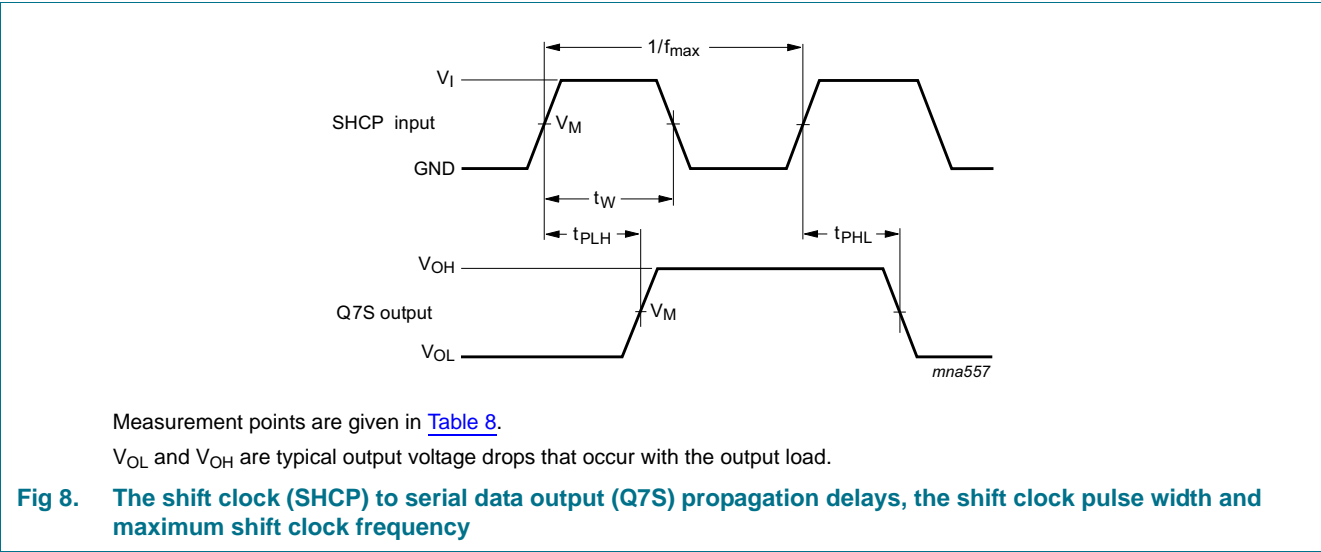 1/fmax
VI
SHCP input
VM
GND
tW
tPLH
tPHL
VOH
Q7S output
VM
VOL
mna557
Measurement points are given in Table 8.
VOL and VOH are typical output voltage drops that occur with the output load.
Fig 8. The shift clock (SHCP) to serial data output (Q7S) propagation delays, the shift clock pulse width and
maximum shift clock frequency